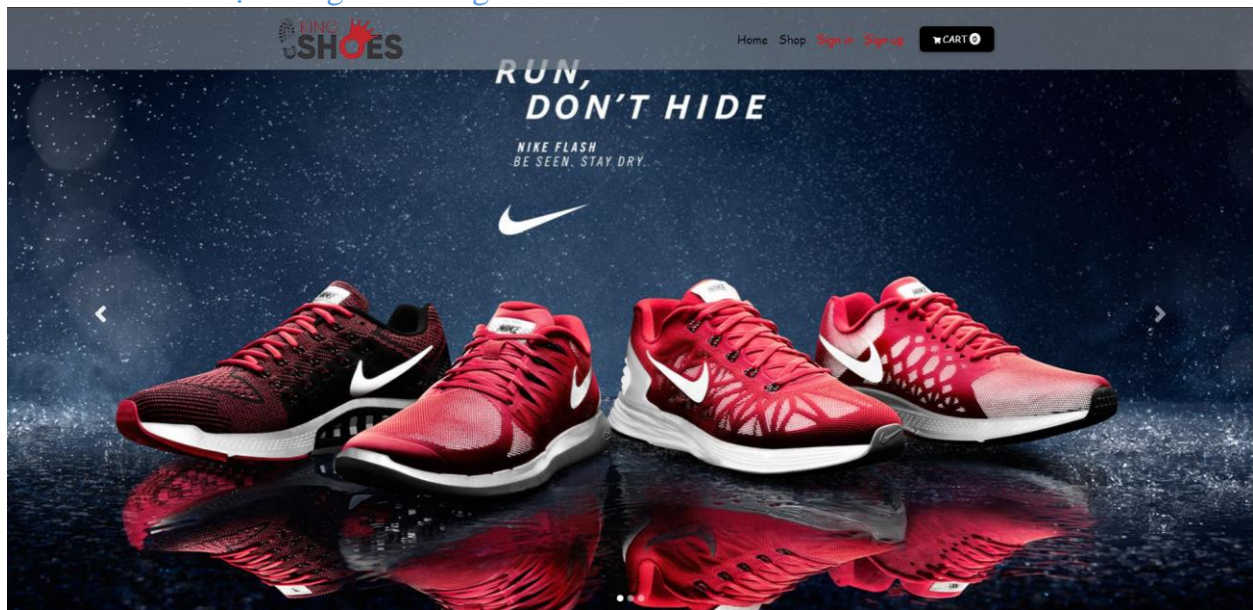 KING
SHOES
Home Shop Sign in Sign up CART 0
RUN,
DON'T HIDE
NIKE FLASH
BE SEEN. STAY DRY.